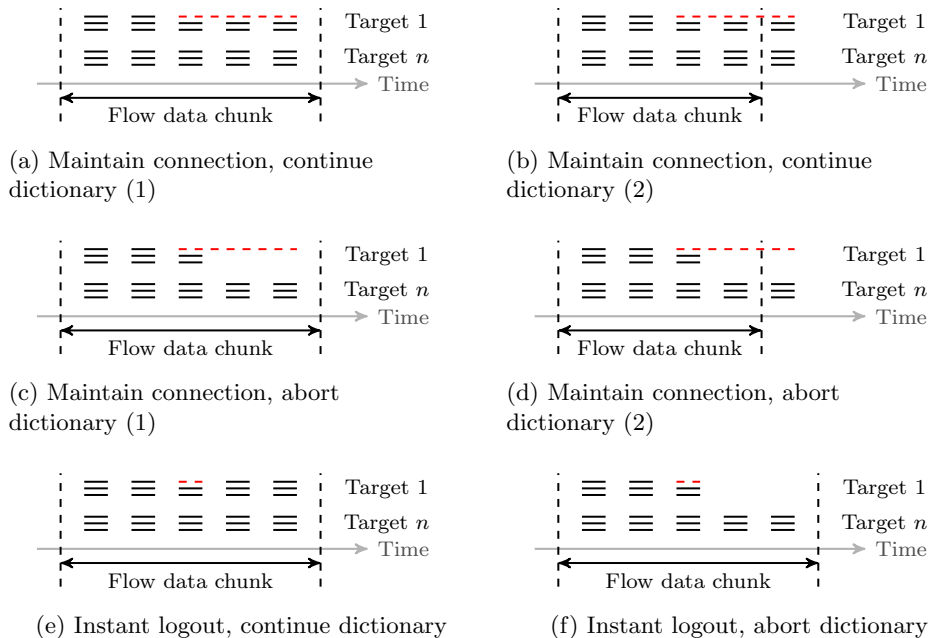 Target 1
Target n
Time
Flow data chunk
(a) Maintain connection, continue
dictionary (1)
Target 1
Target n
Time
Flow data chunk
(b) Maintain connection, continue
dictionary (2)
Target 1
Target n
Time
Flow data chunk
(c) Maintain connection, abort
dictionary (1)
Target 1
Target n
Time
Flow data chunk
(d) Maintain connection, abort
dictionary (2)
Target 1
Target n
Time
Flow data chunk
(e) Instant logout, continue dictionary
Target 1
Target n
Time
Flow data chunk
(f) Instant logout, abort dictionary